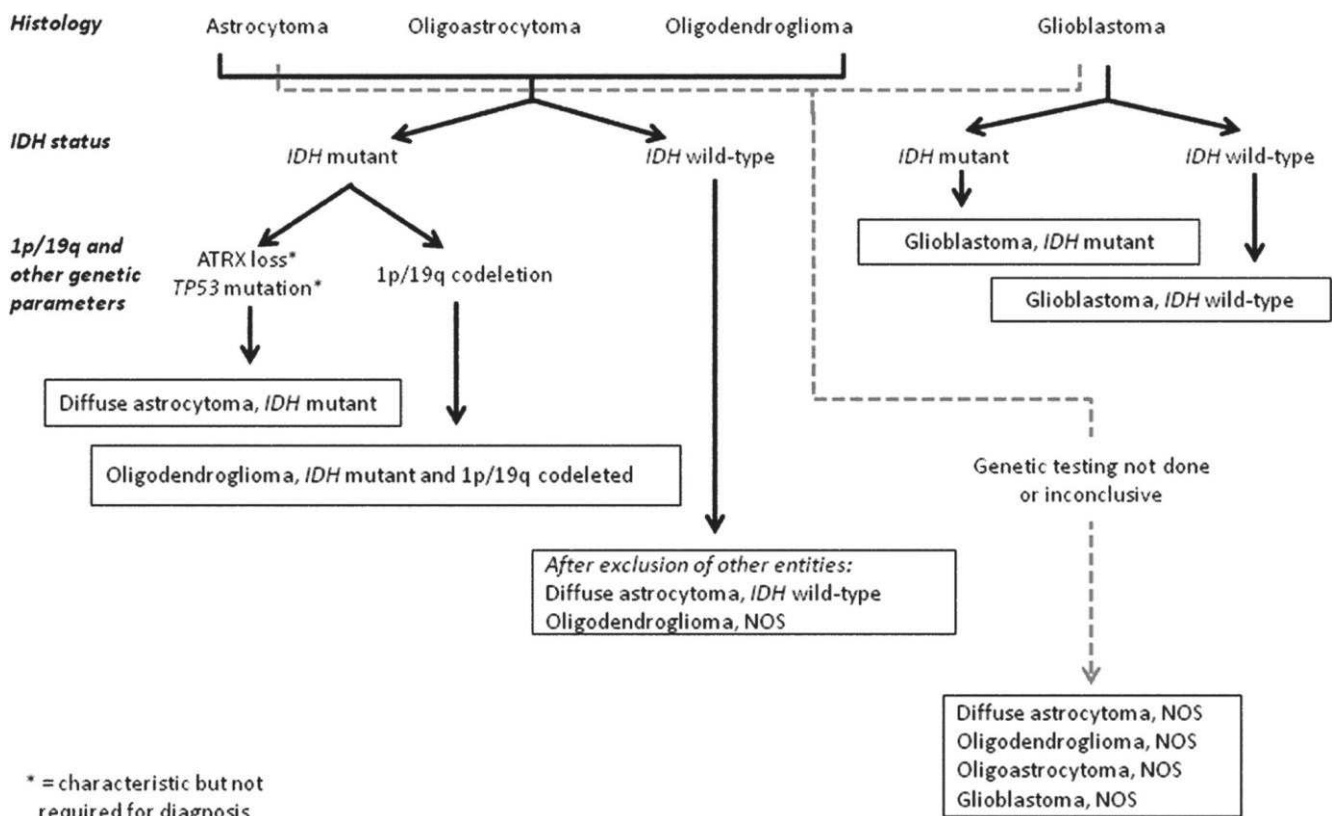 Histology
Astrocytoma
Oligoastrocytoma
Oligodendroglioma
Glioblastoma
IDH status
IDH mutant
IDH wild-type
IDH mutant
IDH wild-type
1p/19q and
other genetic
parameters
ATRX loss*
TP53 mutation*
1p/19q codeletion
Glioblastoma, IDH mutant
Glioblastoma, IDH wild-type
Diffuse astrocytoma, IDH mutant
Oligodendroglioma, IDH mutant and 1p/19q codeleted
Genetic testing not done
or inconclusive
After exclusion of other entities:
Diffuse astrocytoma, IDH wild-type
Oligodendroglioma, NOS
Diffuse astrocytoma, NOS
Oligodendroglioma, NOS
Oligoastrocytoma, NOS
Glioblastoma, NOS
* = characteristic but not
required for diagnosis